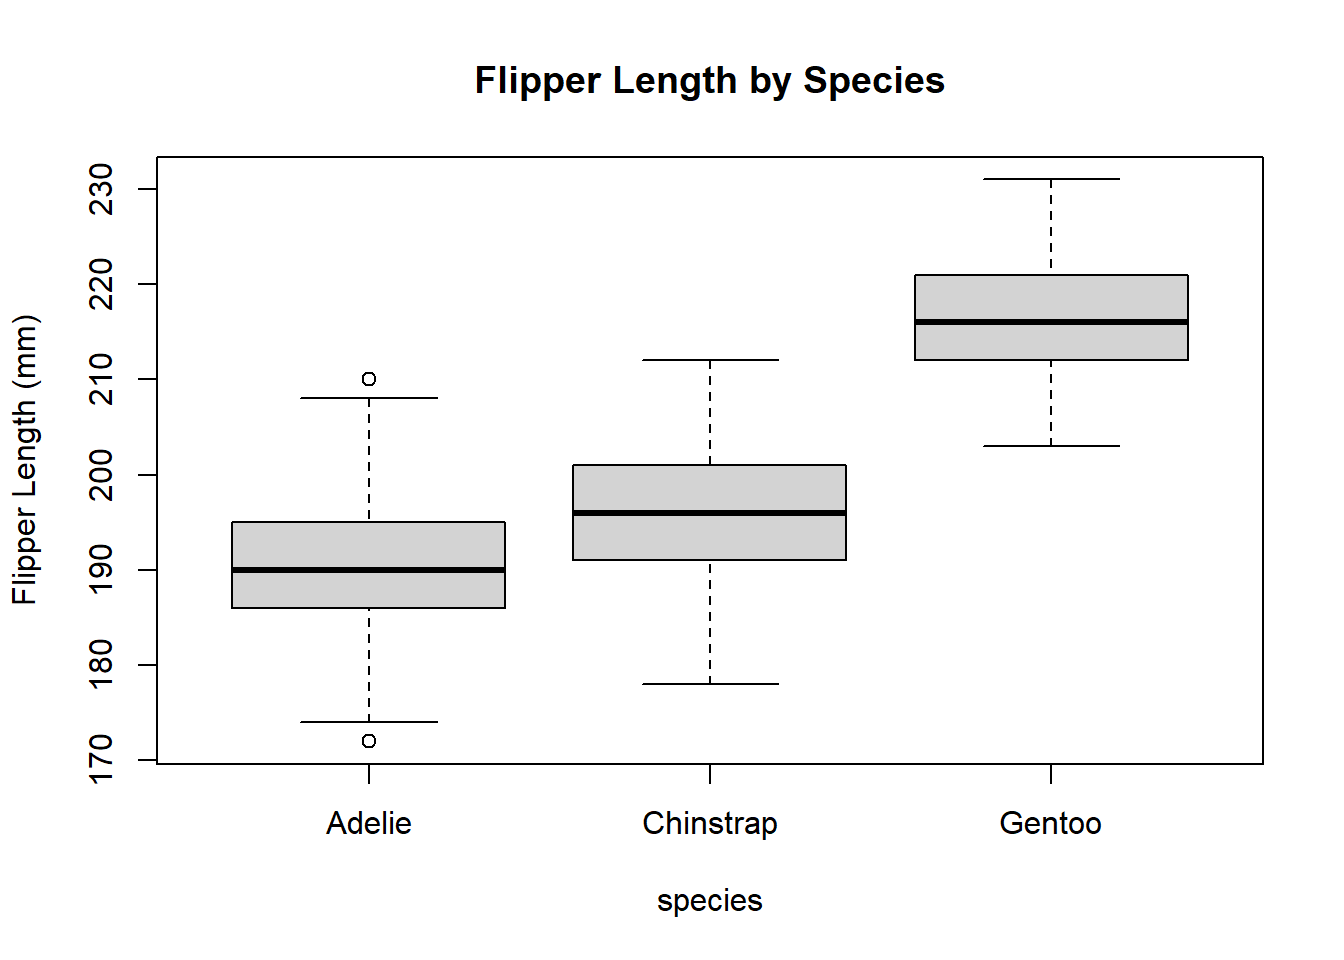 Flipper Length by Species
Flipper Length (mm)
230
220
210
200
190
180
170
Adelie Chinstrap Gentoo
species